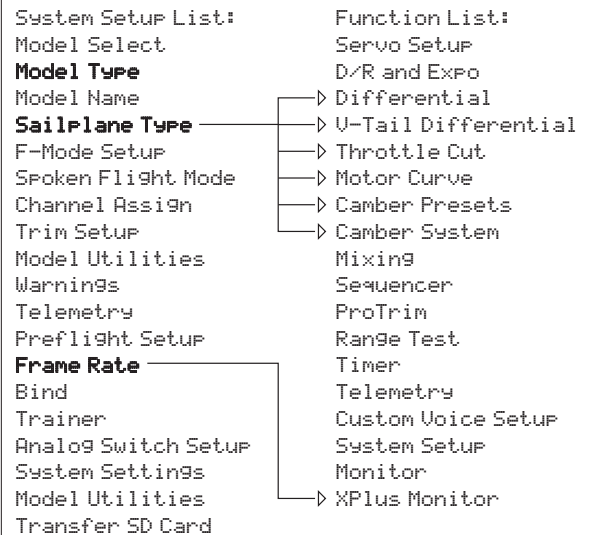 System Setup List:
Model Select
Model Type
Model Name
Sailplane Type
F-Mode Setup
Spoken Flight Mode
Channel Assign
Trim Setup
Model Utilities
Warnings
Telemetry
Preflight Setup
Frame Rate
Bind
Trainer
Analog Switch Setup
System Settings
Model Utilities
Transfer SD Card
Function List:
Servo Setup
D/R and Expo
Differential
V-Tail Differential
Throttle Cut
Motor Curve
Camber Presets
Camber System
Mixing
Sequencer
ProTrim
Range Test
Timer
Telemetry
Custom Voice Setup
System Setup
Monitor
XPlus Monitor